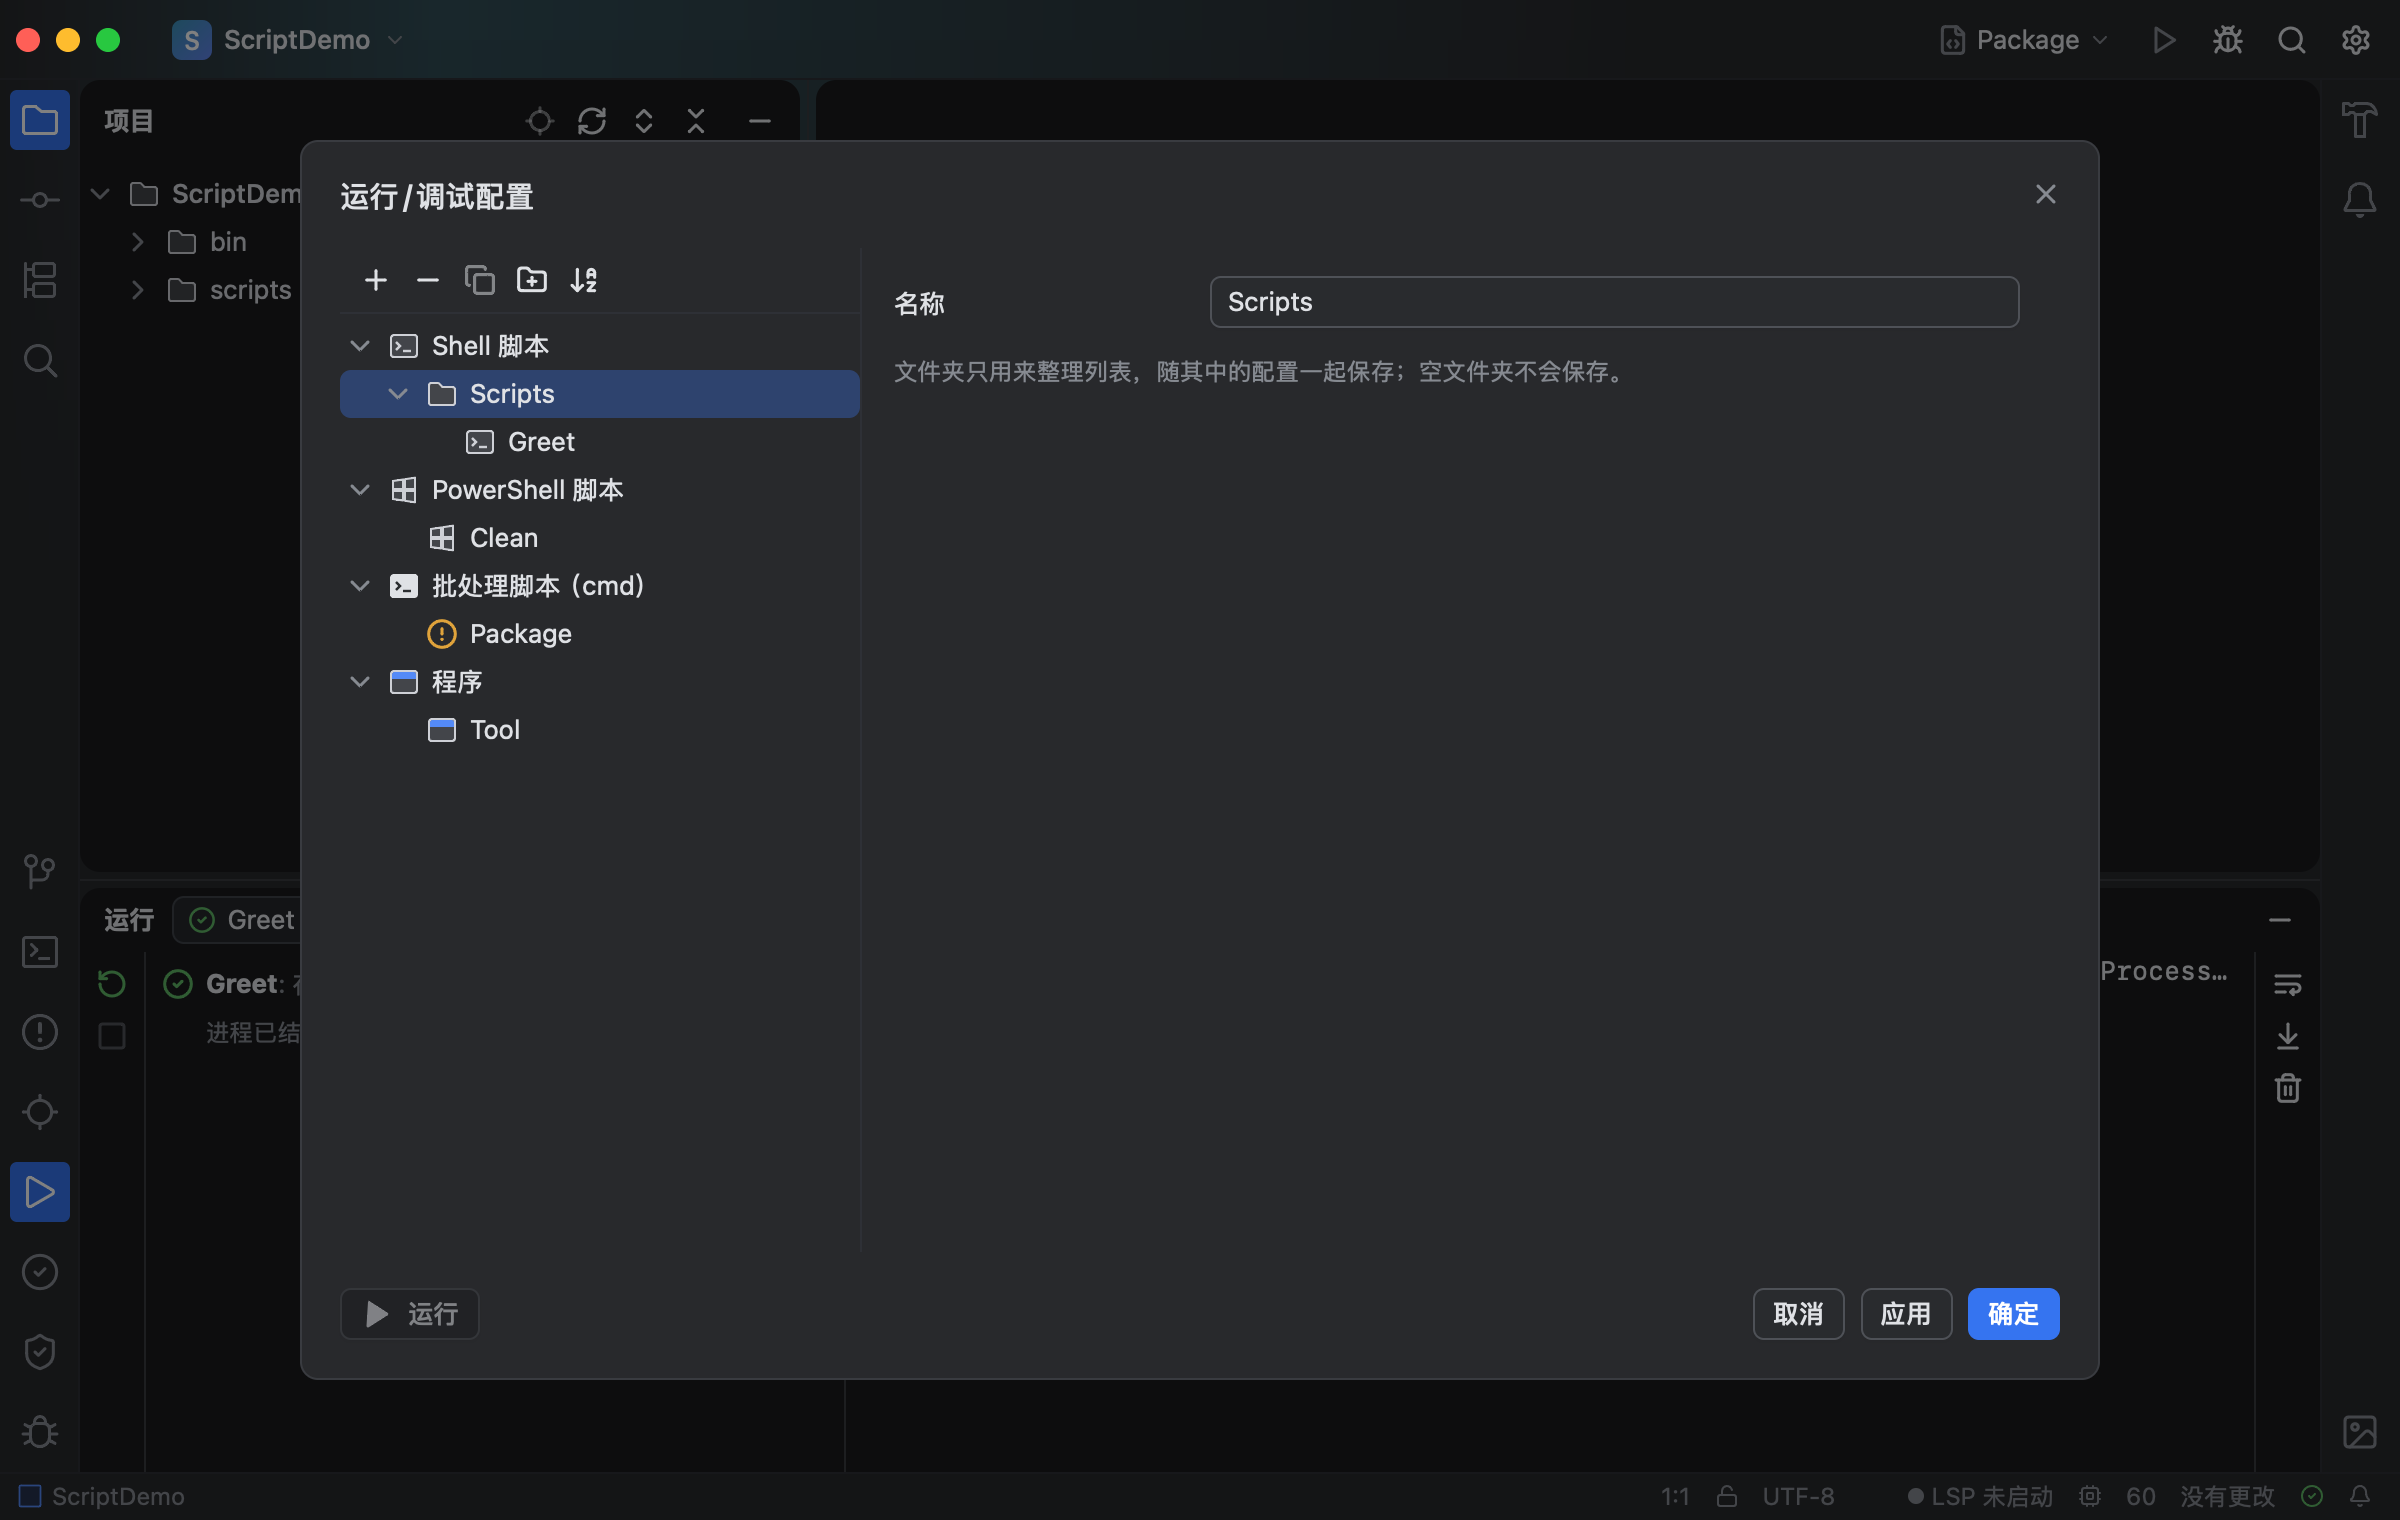 S ScriptDemo
Package
项目
ScriptDem
bin
scripts
运行/调试配置
Shell 脚本
Scripts
Greet
PowerShell 脚本
Clean
批处理脚本（cmd）
Package
程序
Tool
名称
Scripts
文件夹只用来整理列表，随其中的配置一起保存；空文件夹不会保存。
运行
取消
应用
确定
运行
Greet
Greet:
进程已结
Process…
ScriptDemo
1:1
UTF-8
LSP 未启动
60
没有更改